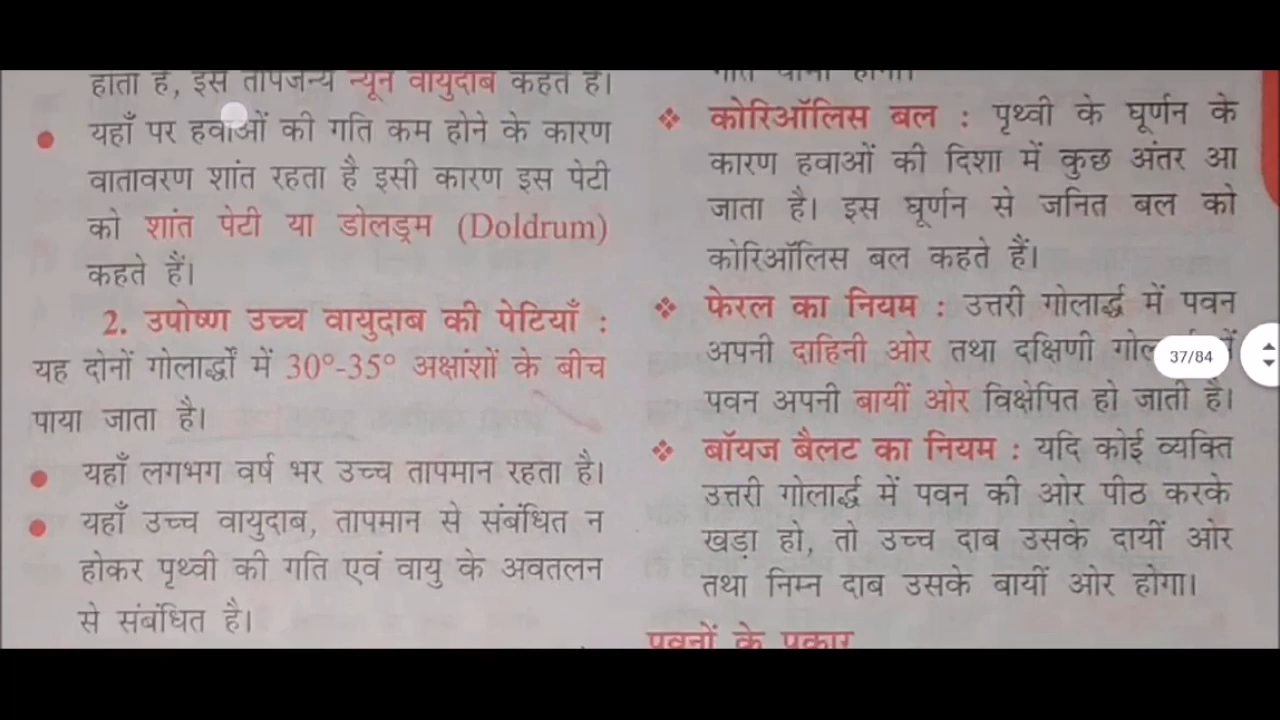 होता है, इसे तापजन्य न्यून वायुदाब कहते हैं।
यहाँ पर हवाओं की गति कम होने के कारण
वातावरण शांत रहता है इसी कारण इस पेटी
को शांत पेटी या डोलड्रम (Doldrum)
कहते हैं।
2. उपोष्ण उच्च वायुदाब की पेटियाँ :
यह दोनों गोलार्द्धों में 30°-35° अक्षांशों के बीच
पाया जाता है।
यहाँ लगभग वर्ष भर उच्च तापमान रहता है।
यहाँ उच्च वायुदाब, तापमान से संबंधित न
होकर पृथ्वी की गति एवं वायु के अवतलन
से संबंधित है।
❖ कोरिऑलिस बल : पृथ्वी के घूर्णन के
कारण हवाओं की दिशा में कुछ अंतर आ
जाता है। इस घूर्णन से जनित बल को
कोरिऑलिस बल कहते हैं।
❖ फेरल का नियम : उत्तरी गोलार्द्ध में पवन
अपनी दाहिनी ओर तथा दक्षिणी में
पवन अपनी बायीं ओर विक्षेपित हो जाती है।
❖ बॉयज बैलट का नियम : यदि कोई व्यक्ति
उत्तरी गोलार्द्ध में पवन की ओर पीठ करके
खड़ा हो, तो उच्च दाब उसके दायीं ओर
तथा निम्न दाब उसके बायीं ओर होगा।
पवनों के प्रकार
37/84